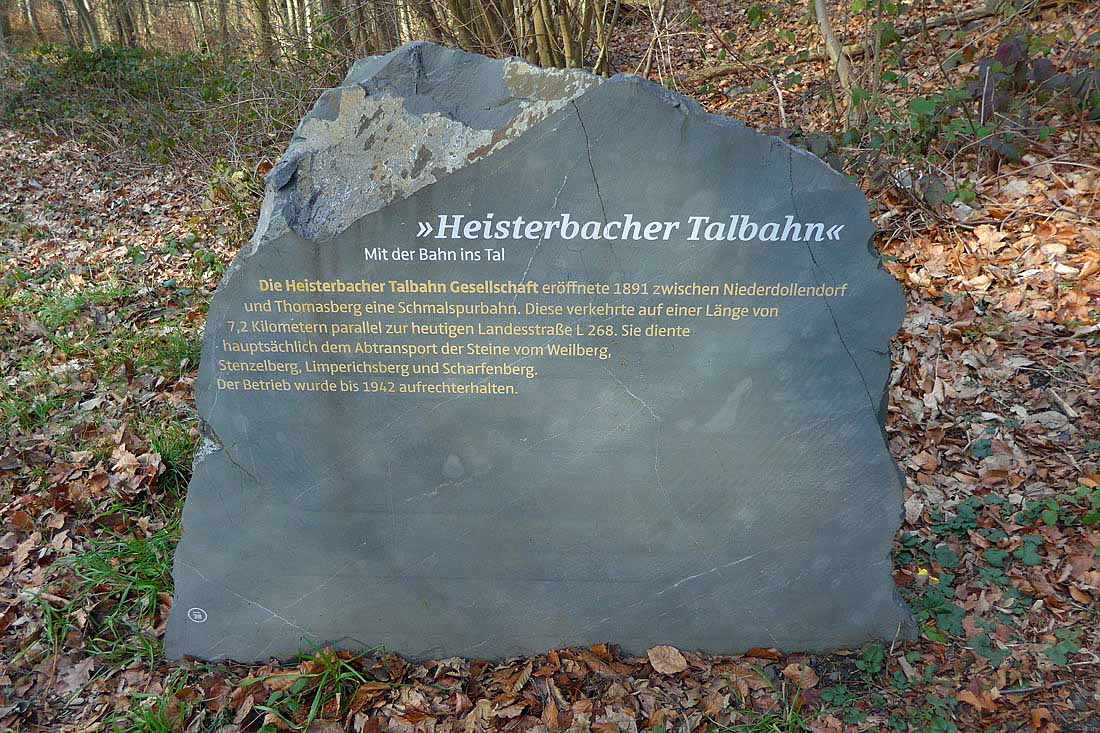 »Heisterbacher Talbahn«
Mit der Bahn ins Tal
Die Heisterbacher Talbahn Gesellschaft eröffnete 1891 zwischen Niederdollendorf
und Thomasberg eine Schmalspurbahn. Diese verkehrte auf einer Länge von
7,2 Kilometern parallel zur heutigen Landesstraße L 268. Sie diente
hauptsächlich dem Abtransport der Steine vom Weilberg,
Stenzelberg, Limperichsberg und Scharfenberg.
Der Betrieb wurde bis 1942 aufrechterhalten.